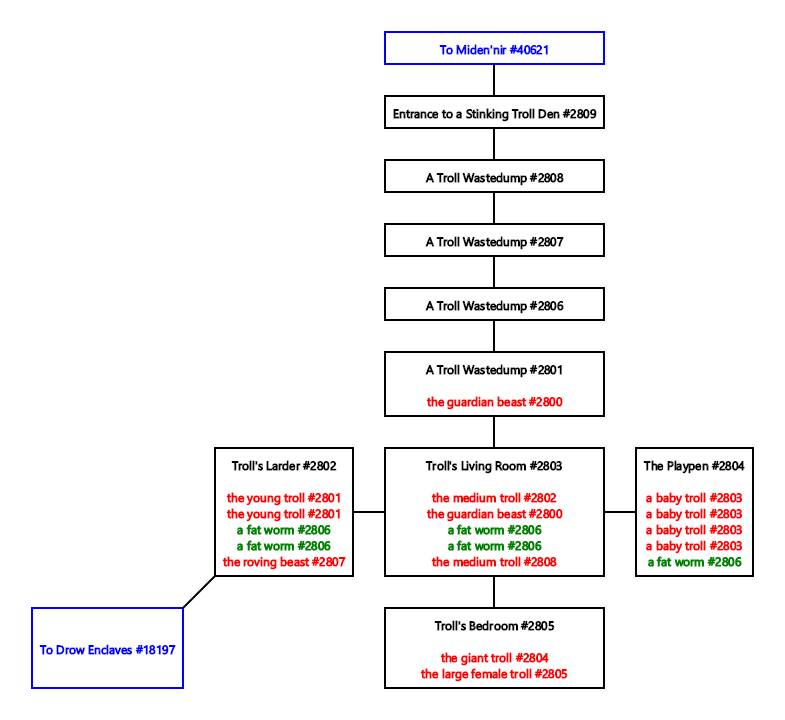 To Miden'nir #40621
Entrance to a Stinking Troll Den #2809
A Troll Wastedump #2808
A Troll Wastedump #2807
A Troll Wastedump #2806
A Troll Wastedump #2801
the guardian beast #2800
Troll's Larder #2802
the young troll #2801
the young troll #2801
a fat worm #2806
a fat worm #2806
the roving beast #2807
Troll's Living Room #2803
the medium troll #2802
the guardian beast #2800
a fat worm #2806
a fat worm #2806
the medium troll #2808
The Playpen #2804
a baby troll #2803
a baby troll #2803
a baby troll #2803
a baby troll #2803
a fat worm #2806
To Drow Enclaves #18197
Troll's Bedroom #2805
the giant troll #2804
the large female troll #2805